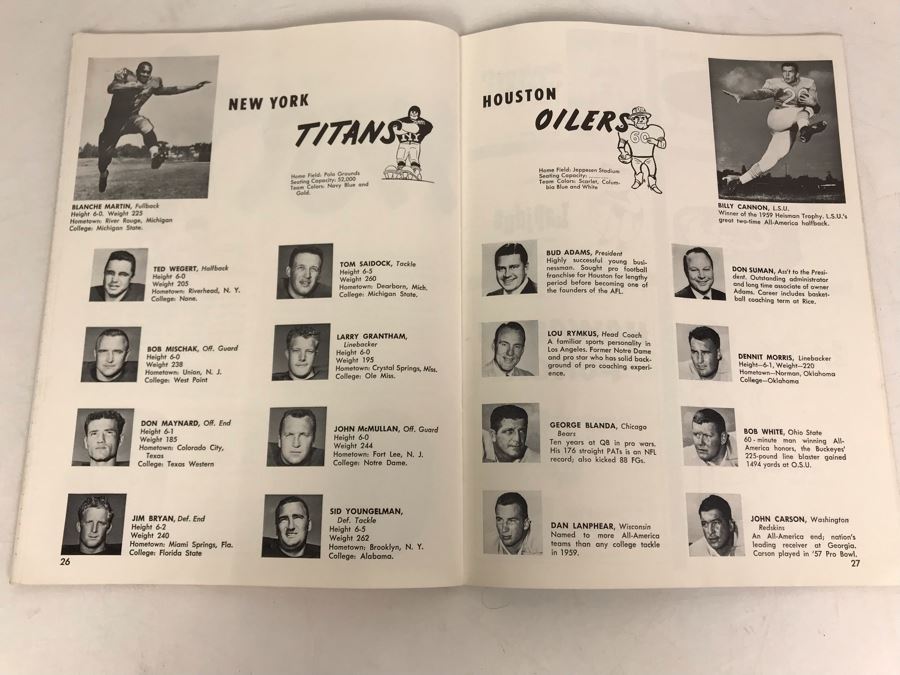 NEW YORK
TITANS
NY
Home Field: Polo Grounds
Seating Capacity: 52,000
Team Colors: Navy Blue and
Gold.
BLANCHE MARTIN, Fullback
Height 6-0. Weight 225
Hometown: River Rouge, Michigan
College: Michigan State.
TED WEGERT, Halfback
Height 6-0
Weight 205
Hometown: Riverhead, N. Y.
College: None.
TOM SAIDOCK, Tackle
Height 6-5
Weight 260
Hometown: Dearborn, Mich.
College: Michigan State.
BOB MISCHAK, Off. Guard
Height 6-0
Weight 238
Hometown: Union, N. J.
College: West Point
LARRY GRANTHAM,
Linebacker
Height 6-0
Weight 195
Hometown: Crystal Springs, Miss.
College: Ole Miss.
DON MAYNARD, Off. End
Height 6-1
Weight 185
Hometown: Colorado City,
Texas
College: Texas Western
JOHN McMULLAN, Off. Guard
Height 6-0
Weight 244
Hometown: Fort Lee, N. J.
College: Notre Dame.
JIM BRYAN, Def. End
Height 6-2
Weight 240
Hometown: Miami Springs, Fla.
College: Florida State
SID YOUNGELMAN,
Def. Tackle
Height 6-5
Weight 262
Hometown: Brooklyn, N. Y.
College: Alabama.
26
HOUSTON
OILERS
60
Home Field: Jeppesen Stadium
Seating Capacity: ..........
Team Colors: Scarlet, Colum-
bia Blue and White
20
BILLY CANNON, L.S.U.
Winner of the 1959 Heisman Trophy. L.S.U.'s
great two-time All-America halfback.
BUD ADAMS, President
Highly successful young busi-
nessman. Sought pro football
franchise for Houston for lengthy
period before becoming one of
the founders of the AFL.
DON SUMAN, Ass't to the Presi-
dent. Outstanding administrator
and long time associate of owner
Adams. Career includes basket-
ball coaching term at Rice.
LOU RYMKUS, Head Coach
A familiar sports personality in
Los Angeles. Former Notre Dame
and pro star who has solid back-
ground of pro coaching experi-
ence.
DENNIT MORRIS, Linebacker
Height—6-1, Weight—220
Hometown—Norman, Oklahoma
College—Oklahoma
GEORGE BLANDA, Chicago
Bears
Ten years at QB in pro wars.
His 176 straight PATs is an NFL
record; also kicked 88 FGs.
BOB WHITE, Ohio State
60-minute man winning All-
America honors, the Buckeyes'
225-pound line blaster gained
1494 yards at O.S.U.
DAN LANPHEAR, Wisconsin
Named to more All-America
teams than any college tackle
in 1959.
JOHN CARSON, Washington
Redskins
An All-America end; nation's
leading receiver at Georgia.
Carson played in '57 Pro Bowl.
27